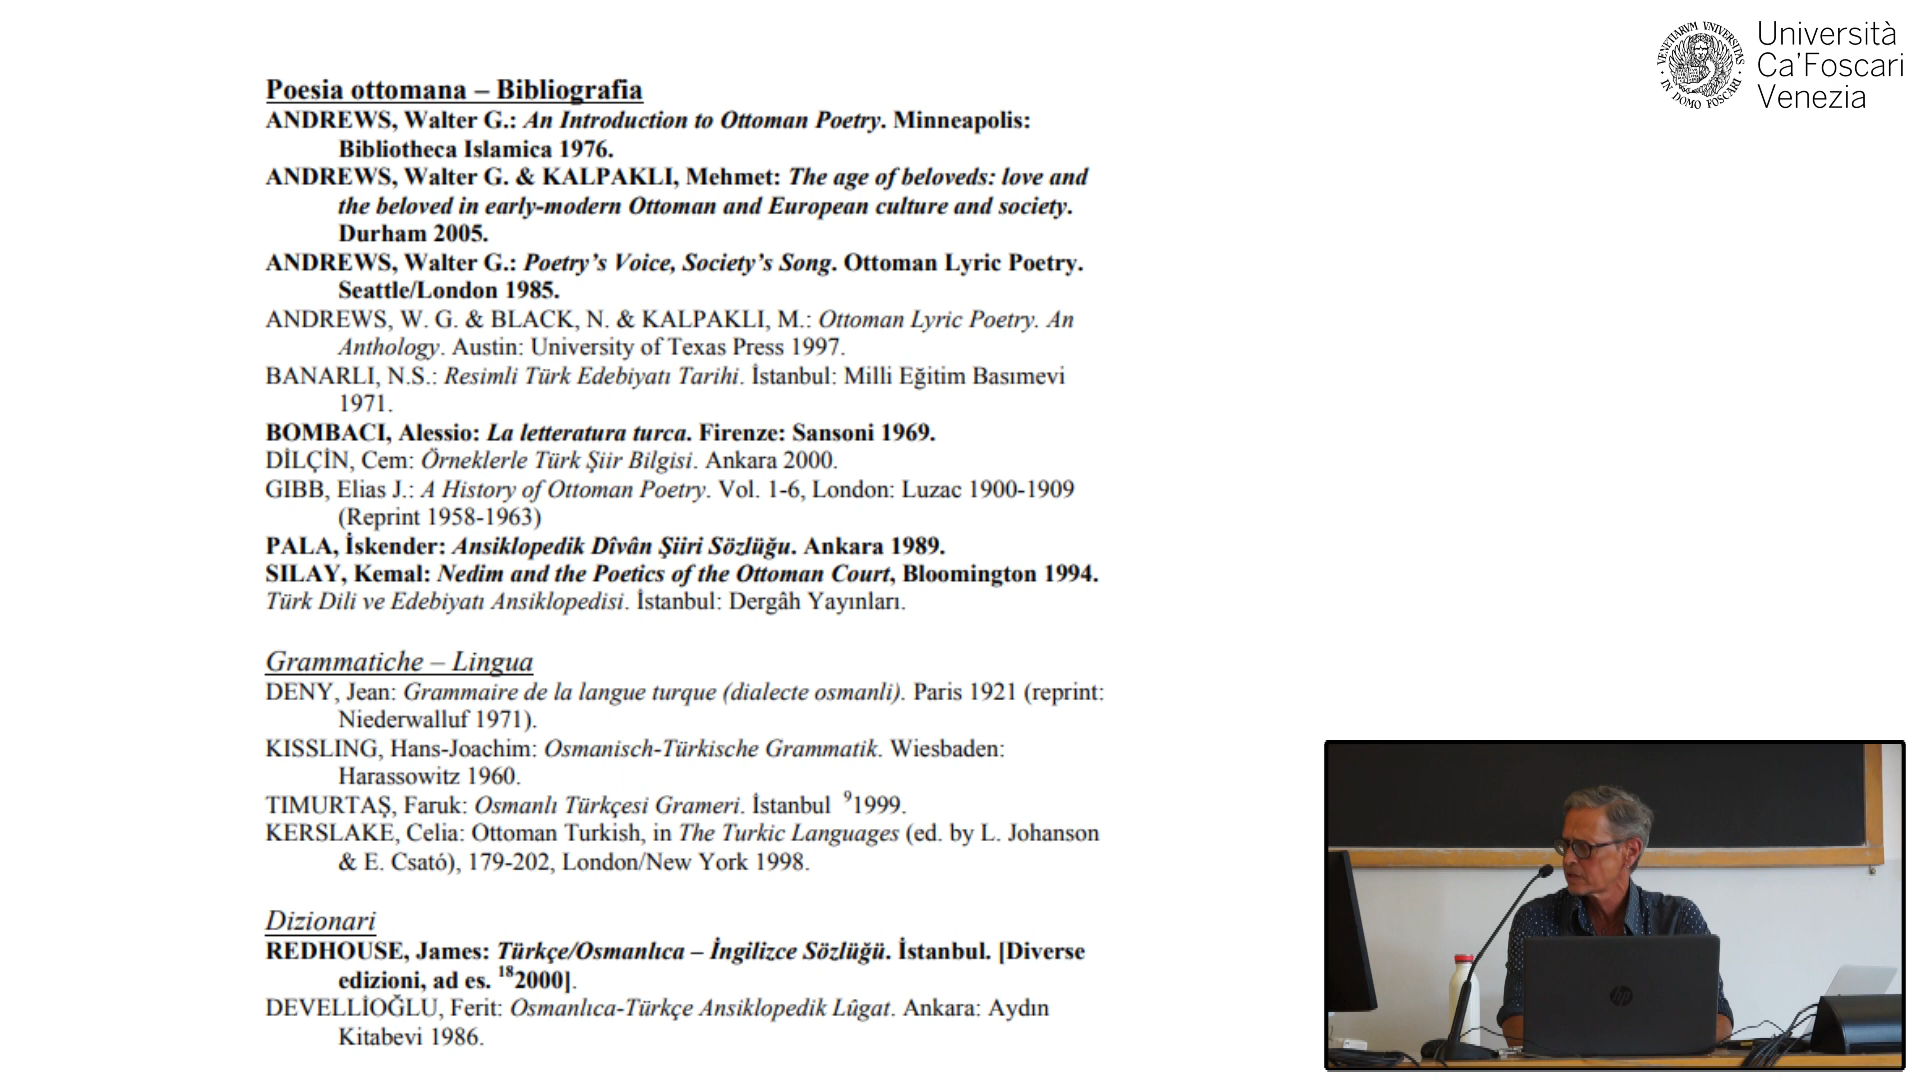 Poesia ottomana – Bibliografia
ANDREWS, Walter G.: An Introduction to Ottoman Poetry. Minneapolis:
Bibliotheca Islamica 1976.
ANDREWS, Walter G. & KALPAKLI, Mehmet: The age of beloveds: love and
the beloved in early-modern Ottoman and European culture and society.
Durham 2005.
ANDREWS, Walter G.: Poetry’s Voice, Society’s Song. Ottoman Lyric Poetry.
Seattle/London 1985.
ANDREWS, W. G. & BLACK, N. & KALPAKLI, M.: Ottoman Lyric Poetry. An
Anthology. Austin: University of Texas Press 1997.
BANARLI, N.S.: Resimli Türk Edebiyatı Tarihi. İstanbul: Milli Eğitim Basımevi
1971.
BOMBACI, Alessio: La letteratura turca. Firenze: Sansoni 1969.
DİLÇİN, Cem: Örneklerle Türk Şiir Bilgisi. Ankara 2000.
GIBB, Elias J.: A History of Ottoman Poetry. Vol. 1-6, London: Luzac 1900-1909
(Reprint 1958-1963)
PALA, İskender: Ansiklopedik Dîvân Şiiri Sözlüğu. Ankara 1989.
SILAY, Kemal: Nedim and the Poetics of the Ottoman Court, Bloomington 1994.
Türk Dili ve Edebiyatı Ansiklopedisi. İstanbul: Dergâh Yayınları.
Grammatiche – Lingua
DENY, Jean: Grammaire de la langue turque (dialecte osmanli). Paris 1921 (reprint:
Niederwalluf 1971).
KISSLING, Hans-Joachim: Osmanisch-Türkische Grammatik. Wiesbaden:
Harassowitz 1960.
TIMURTAŞ, Faruk: Osmanlı Türkçesi Grameri. İstanbul ⁹1999.
KERSLAKE, Celia: Ottoman Turkish, in The Turkic Languages (ed. by L. Johanson
& E. Csató), 179-202, London/New York 1998.
Dizionari
REDHOUSE, James: Türkçe/Osmanlıca – İngilizce Sözlüğü. İstanbul. [Diverse
edizioni, ad es. ¹⁸2000].
DEVELLİOĞLU, Ferit: Osmanlıca-Türkçe Ansiklopedik Lûgat. Ankara: Aydın
Kitabevi 1986.
Università
Ca'Foscari
Venezia
VENETIARVM VNIVERSITAS
IN DOMO FOSCARI
hp